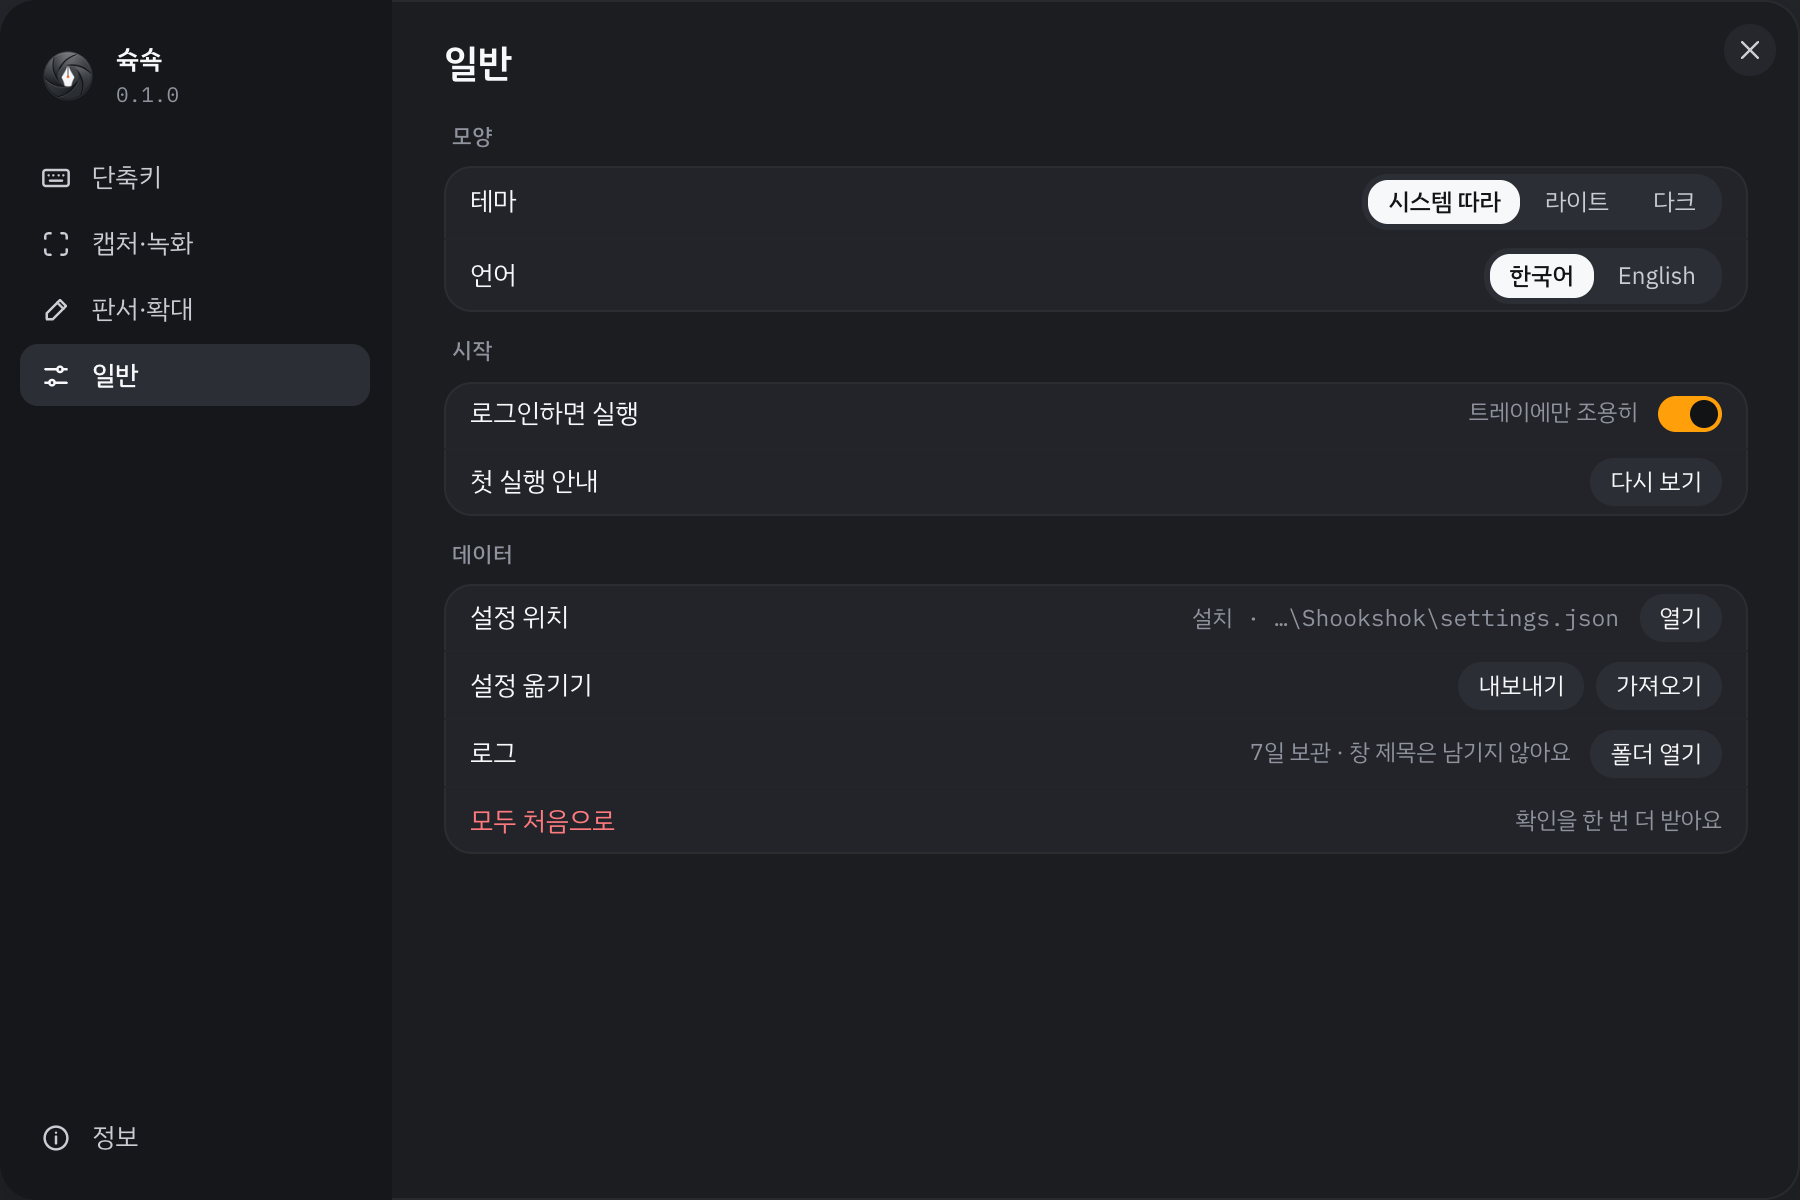 슉쇽
0.1.0
단축키
캡처·녹화
판서·확대
일반
정보
일반
모양
테마
시스템 따라
라이트
다크
언어
한국어
English
시작
로그인하면 실행
트레이에만 조용히
첫 실행 안내
다시 보기
데이터
설정 위치
설치 · …\Shookshok\settings.json
열기
설정 옮기기
내보내기
가져오기
로그
7일 보관 · 창 제목은 남기지 않아요
폴더 열기
모두 처음으로
확인을 한 번 더 받아요